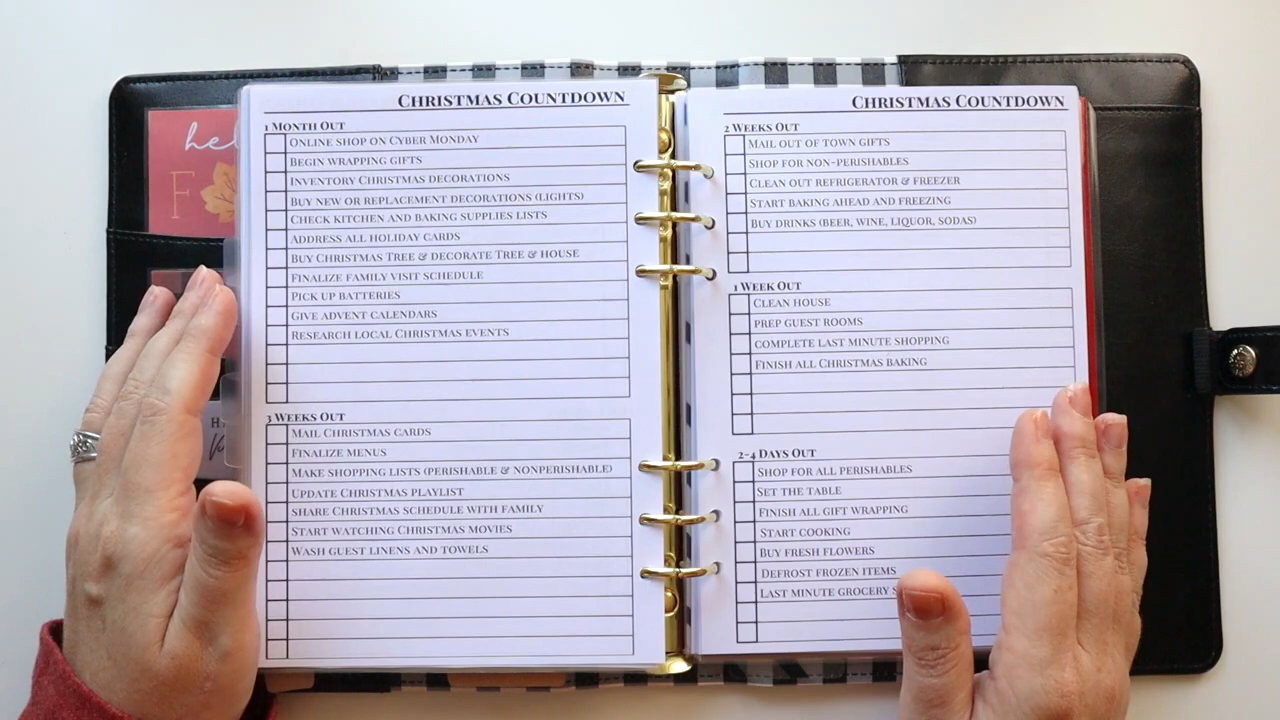 hel
F
H
Christmas Countdown
1 Month Out
Online shop on Cyber Monday
Begin wrapping gifts
Inventory Christmas decorations
Buy new or replacement decorations (lights)
Check kitchen and baking supplies lists
Address all holiday cards
Buy Christmas Tree & decorate Tree & house
Finalize family visit schedule
Pick up batteries
Give advent calendars
Research local Christmas events
3 Weeks Out
Mail Christmas cards
Finalize menus
Make shopping lists (perishable & nonperishable)
Update Christmas playlist
Share Christmas schedule with family
Start watching Christmas movies
Wash guest linens and towels
Christmas Countdown
2 Weeks Out
Mail out of town gifts
Shop for non-perishables
Clean out refrigerator & freezer
Start baking ahead and freezing
Buy drinks (beer, wine, liquor, sodas)
1 Week Out
Clean house
Prep guest rooms
Complete last minute shopping
Finish all Christmas baking
2-4 Days Out
Shop for all perishables
Set the table
Finish all gift wrapping
Start cooking
Buy fresh flowers
Defrost frozen items
Last minute grocery